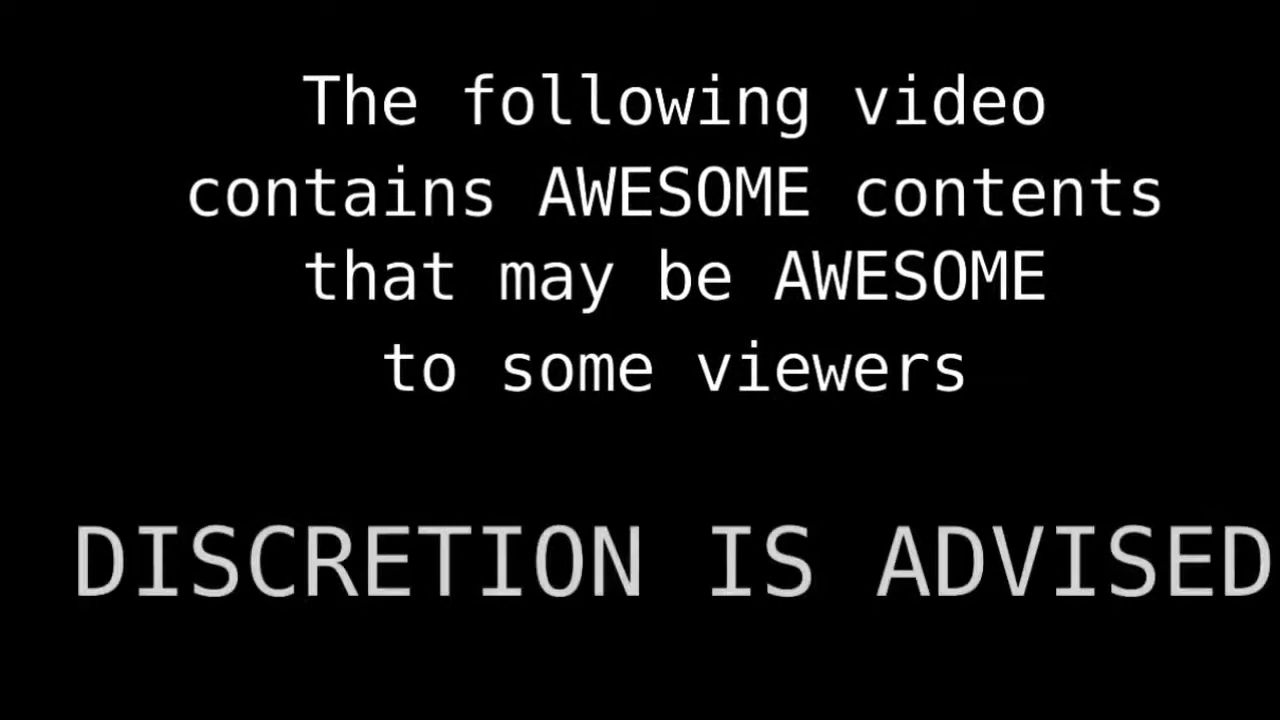 The following video
contains AWESOME contents
that may be AWESOME
to some viewers
DISCRETION IS ADVISED